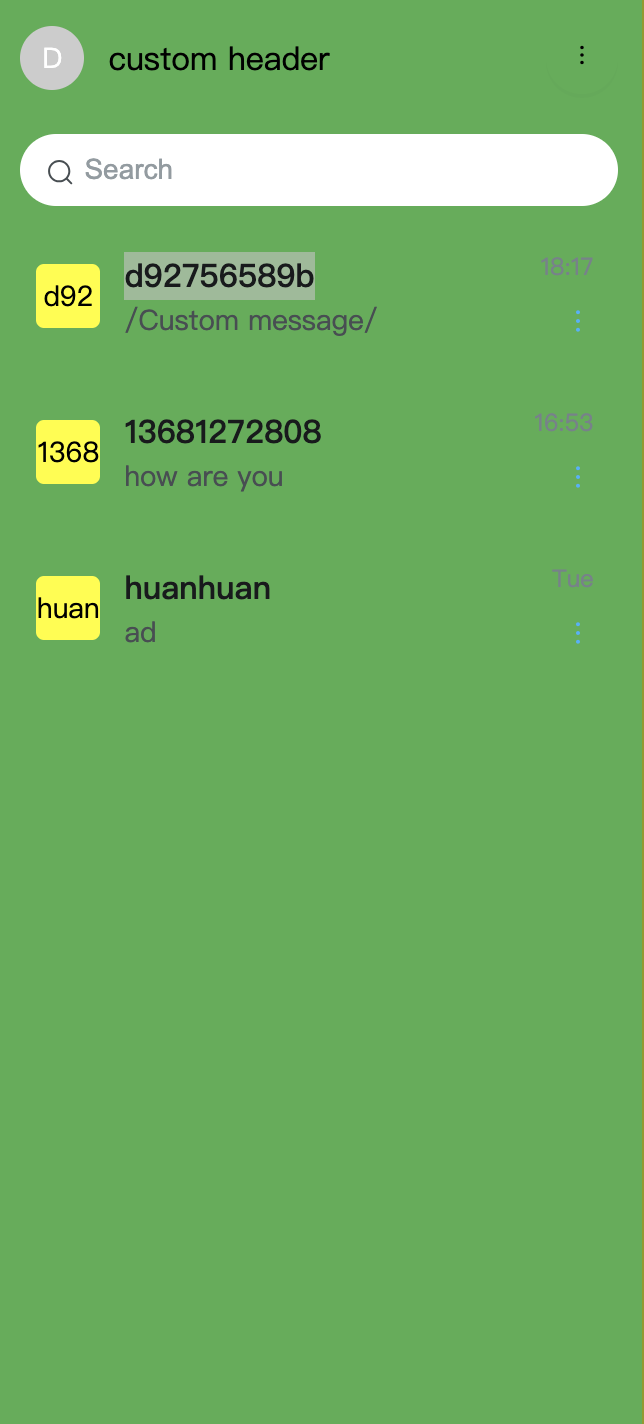 D
custom header
Search
d92
d92756589b
18:17
/Custom message/
1368
13681272808
16:53
how are you
huan
huanhuan
Tue
ad